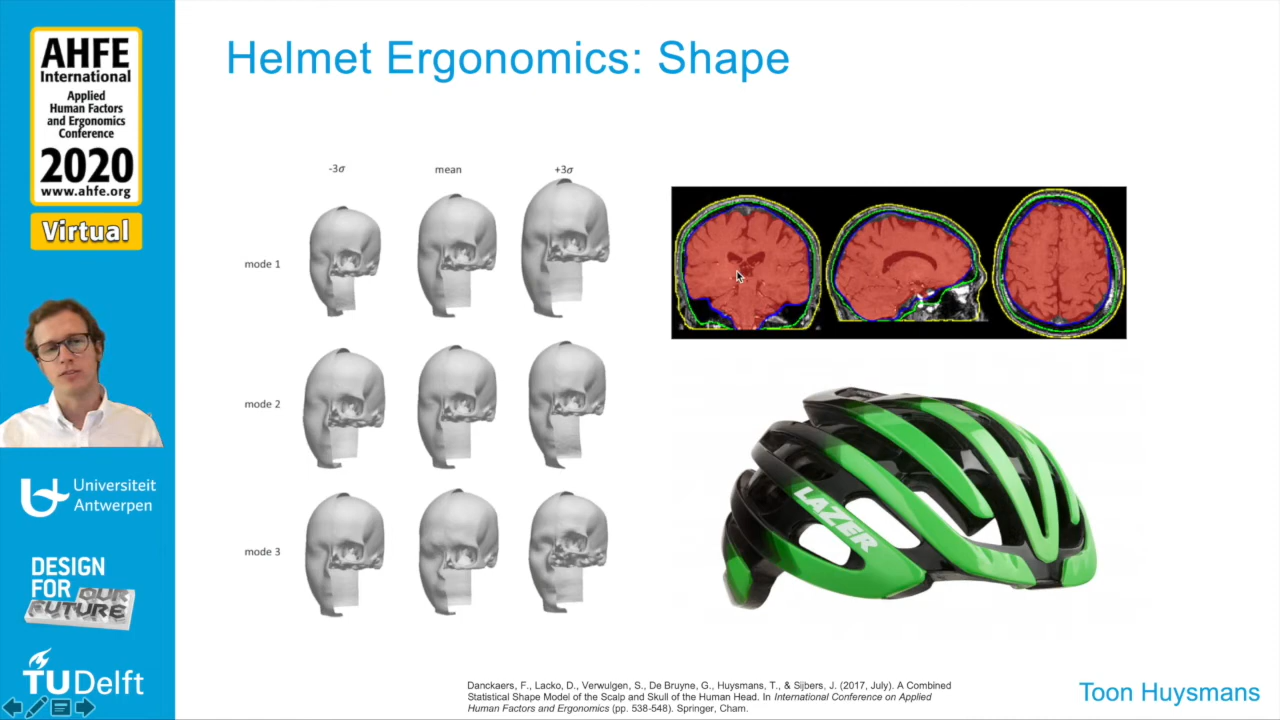 AHFE
International
Applied
Human Factors
and Ergonomics
Conference
2020
www.ahfe.org
Virtual
Universiteit
Antwerpen
DESIGN
FOR OUR
FUTURE
TUDelft
Helmet Ergonomics: Shape
-3σ mean +3σ
mode 1
mode 2
mode 3
LAZER
Danckaers, F., Lacko, D., Verwulgen, S., De Bruyne, G., Huysmans, T., & Sijbers, J. (2017, July). A Combined
Statistical Shape Model of the Scalp and Skull of the Human Head. In International Conference on Applied
Human Factors and Ergonomics (pp. 538-548). Springer, Cham.
Toon Huysmans